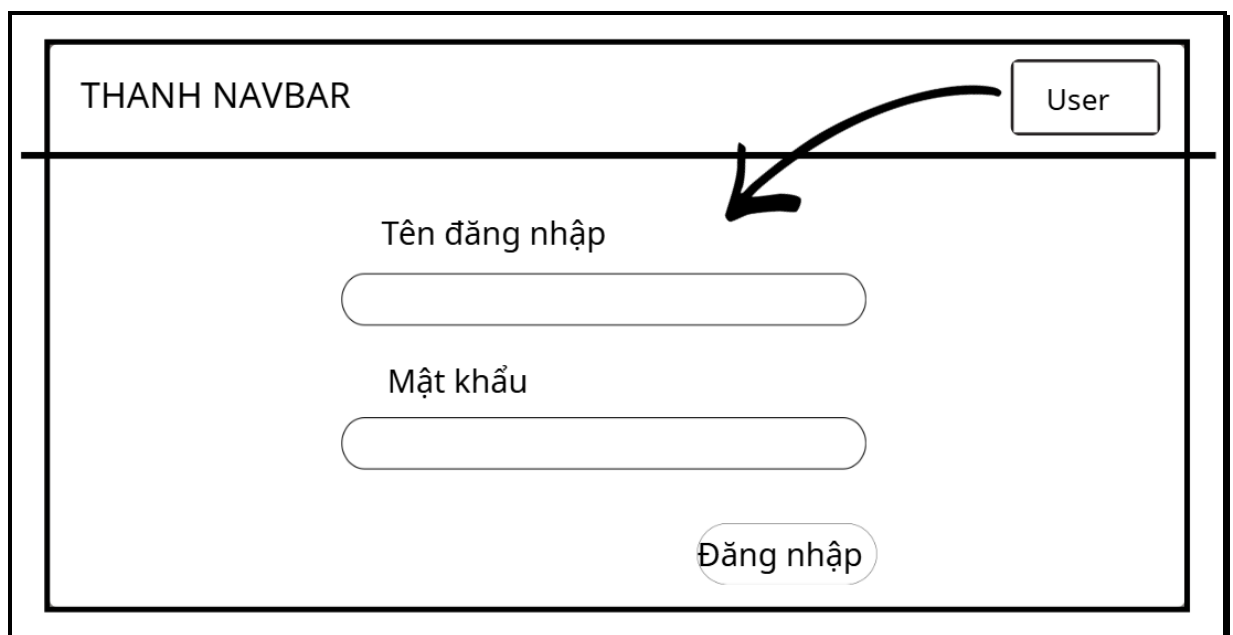 THANH NAVBAR
User
Tên đăng nhập
Mật khẩu
Đăng nhập